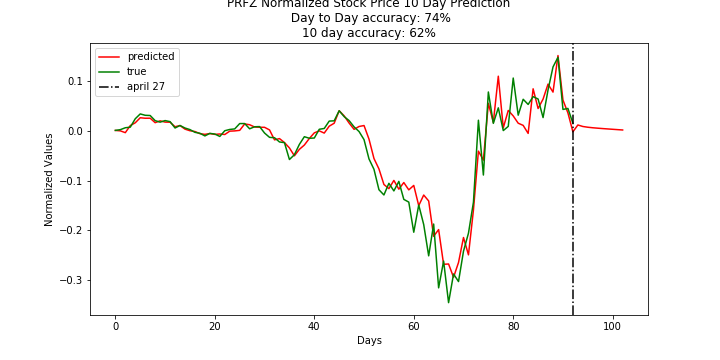 PRFZ Normalized Stock Price 10 Day Prediction
Day to Day accuracy: 74%
10 day accuracy: 62%
predicted
true
april 27
Normalized Values
0.1
0.0
−0.1
−0.2
−0.3
0
20
40
60
80
100
Days